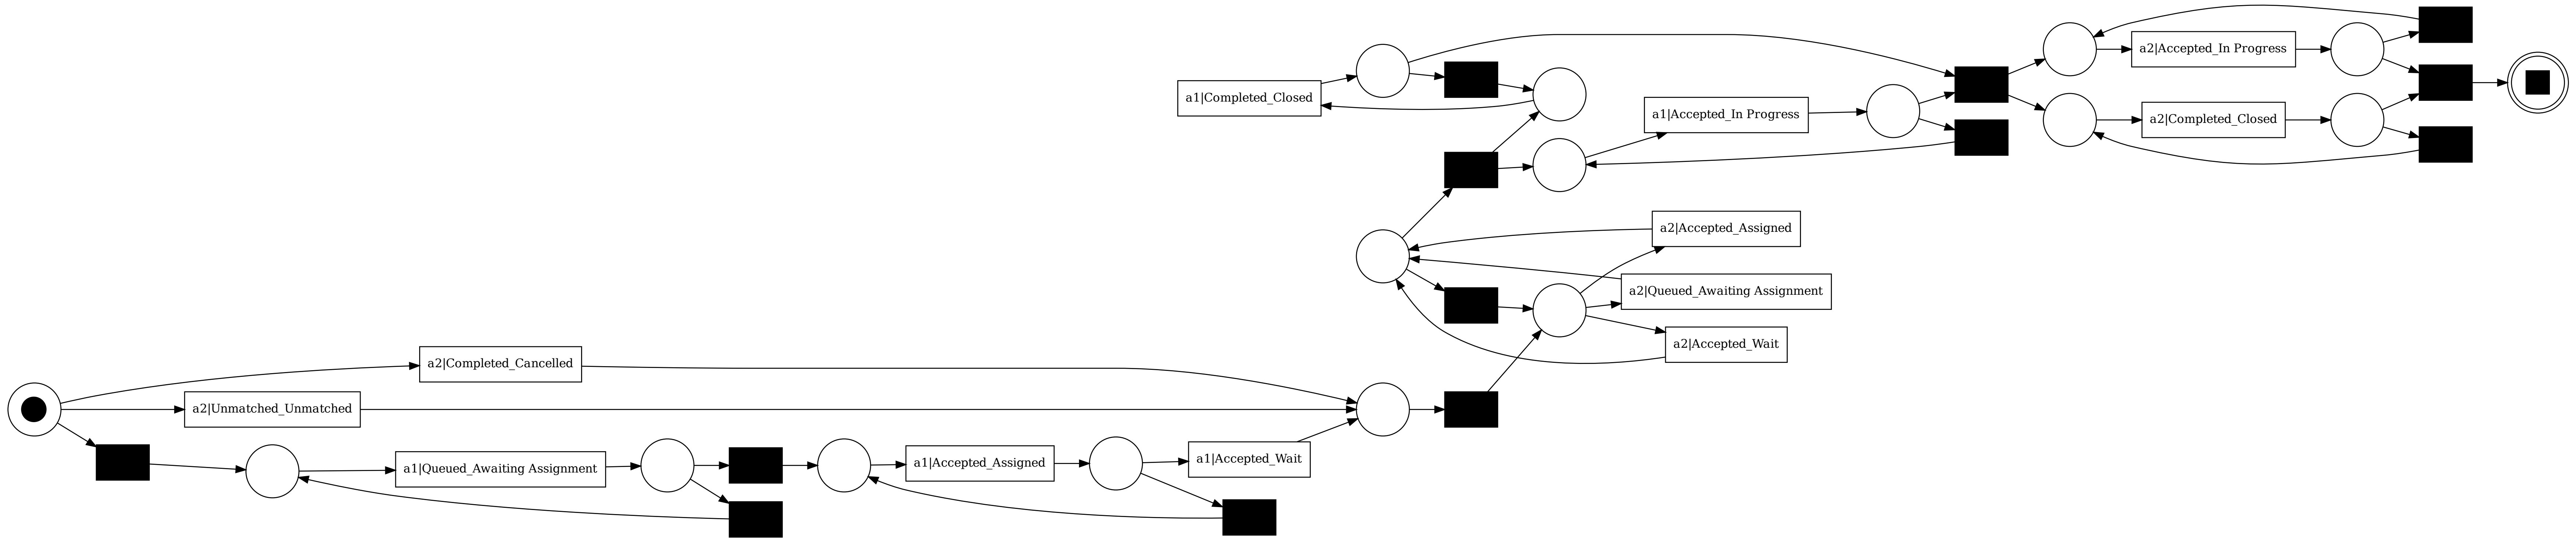 a2|Accepted_In Progress
a1|Completed_Closed
a1|Accepted_In Progress
a2|Completed_Closed
a2|Accepted_Assigned
a2|Queued_Awaiting Assignment
a2|Accepted_Wait
a2|Completed_Cancelled
a2|Unmatched_Unmatched
a1|Queued_Awaiting Assignment
a1|Accepted_Assigned
a1|Accepted_Wait